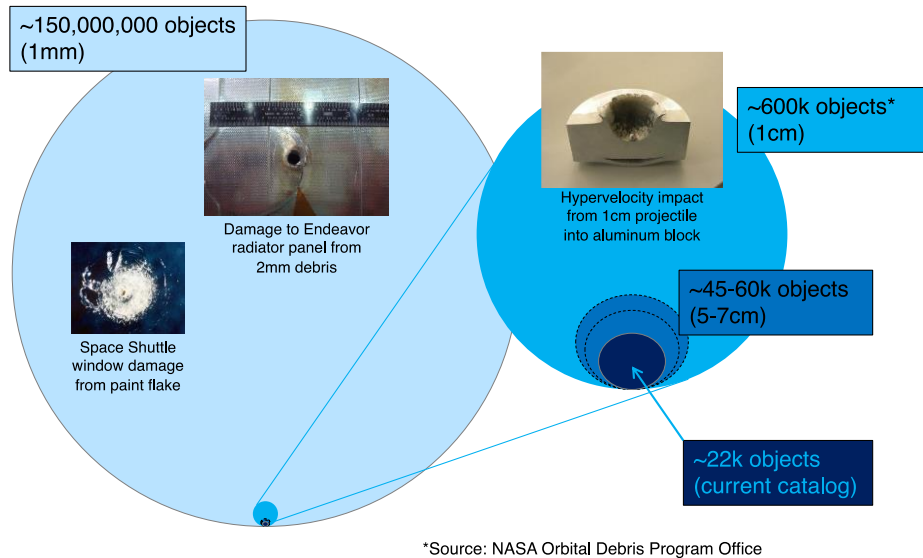 ~150,000,000 objects
(1mm)
Damage to Endeavor
radiator panel from
2mm debris
Space Shuttle
window damage
from paint flake
Hypervelocity impact
from 1cm projectile
into aluminum block
~600k objects*
(1cm)
~45-60k objects
(5-7cm)
~22k objects
(current catalog)
*Source: NASA Orbital Debris Program Office